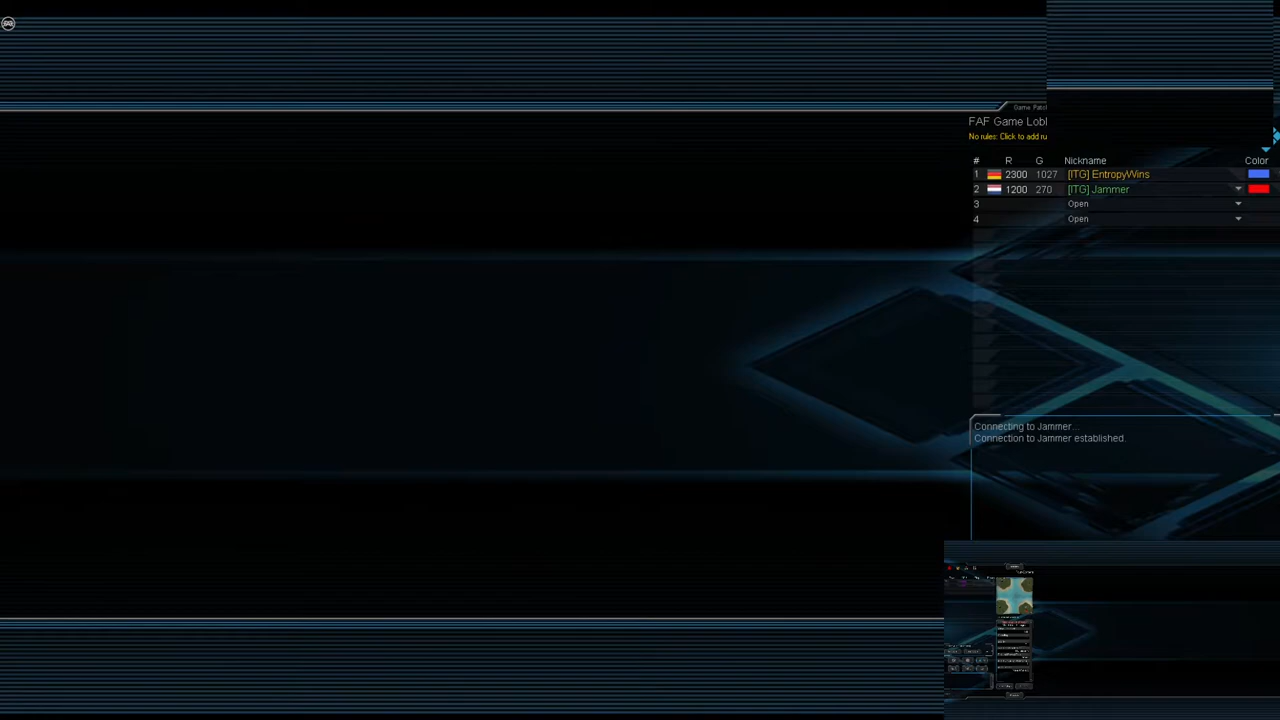 Game Patch
FAF Game Lobb
No rules: Click to add ru
# R G Nickname Color
1 2300 1027 [ITG] EntropyWins
2 1200 270 [ITG] Jammer
3 Open
4 Open
Connecting to Jammer...
Connection to Jammer established.